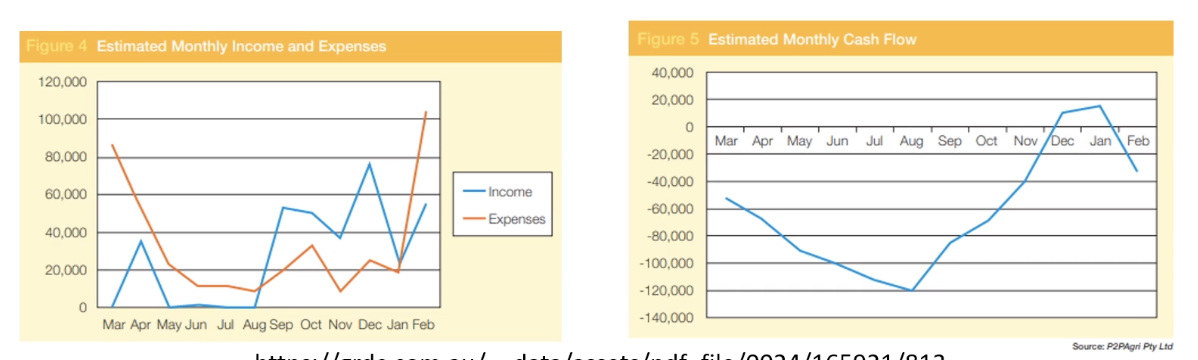 Figure 4 Estimated Monthly Income and Expenses
120,000
100,000
80,000
60,000
40,000
20,000
0
Mar Apr May Jun Jul Aug Sep Oct Nov Dec Jan Feb
Income
Expenses
Figure 5 Estimated Monthly Cash Flow
40,000
20,000
0
-20,000
-40,000
-60,000
-80,000
-100,000
-120,000
-140,000
Mar Apr May Jun Jul Aug Sep Oct Nov Dec Jan Feb
Source: P2PAgri Pty Ltd